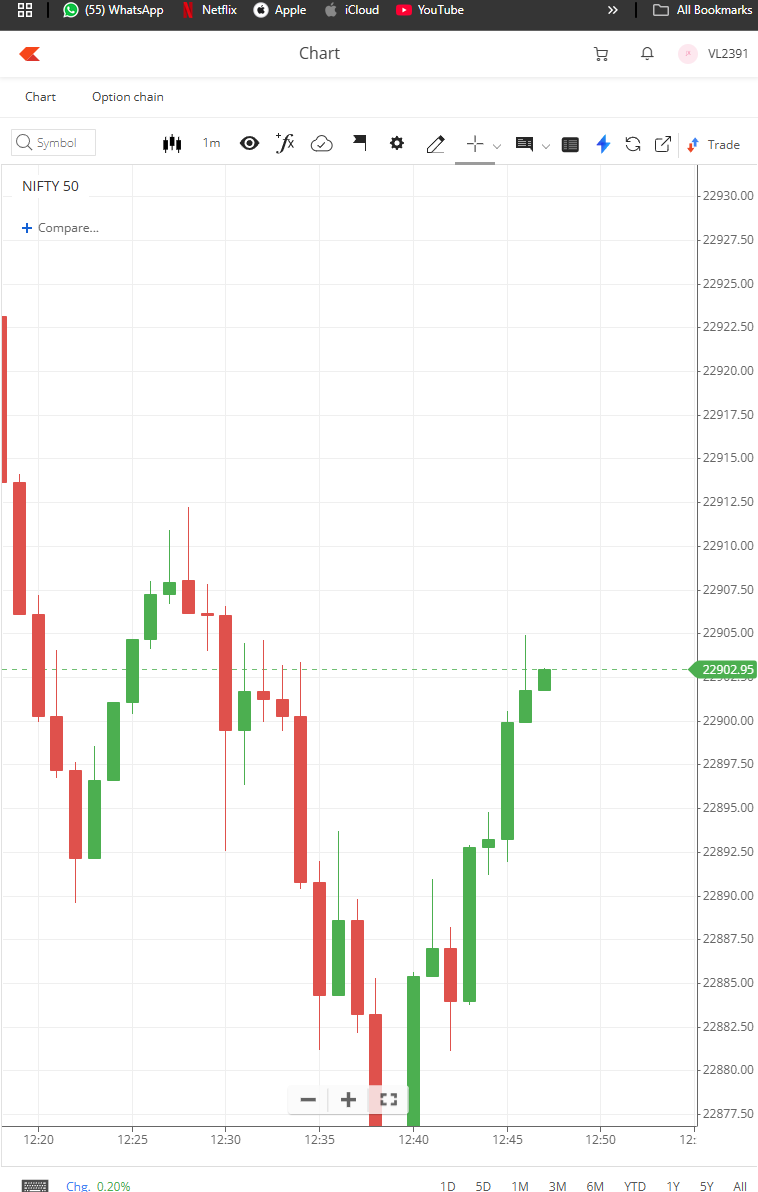 (55) WhatsApp Netflix Apple iCloud YouTube » All Bookmarks
Chart VL2391
Chart Option chain
Symbol 1m Trade
NIFTY 50
+ Compare...
22930.00
22927.50
22925.00
22922.50
22920.00
22917.50
22915.00
22912.50
22910.00
22907.50
22905.00
22902.95
22902.50
22900.00
22897.50
22895.00
22892.50
22890.00
22887.50
22885.00
22882.50
22880.00
22877.50
12:20 12:25 12:30 12:35 12:40 12:45 12:50 12:
Chg. 0.20% 1D 5D 1M 3M 6M YTD 1Y 5Y All